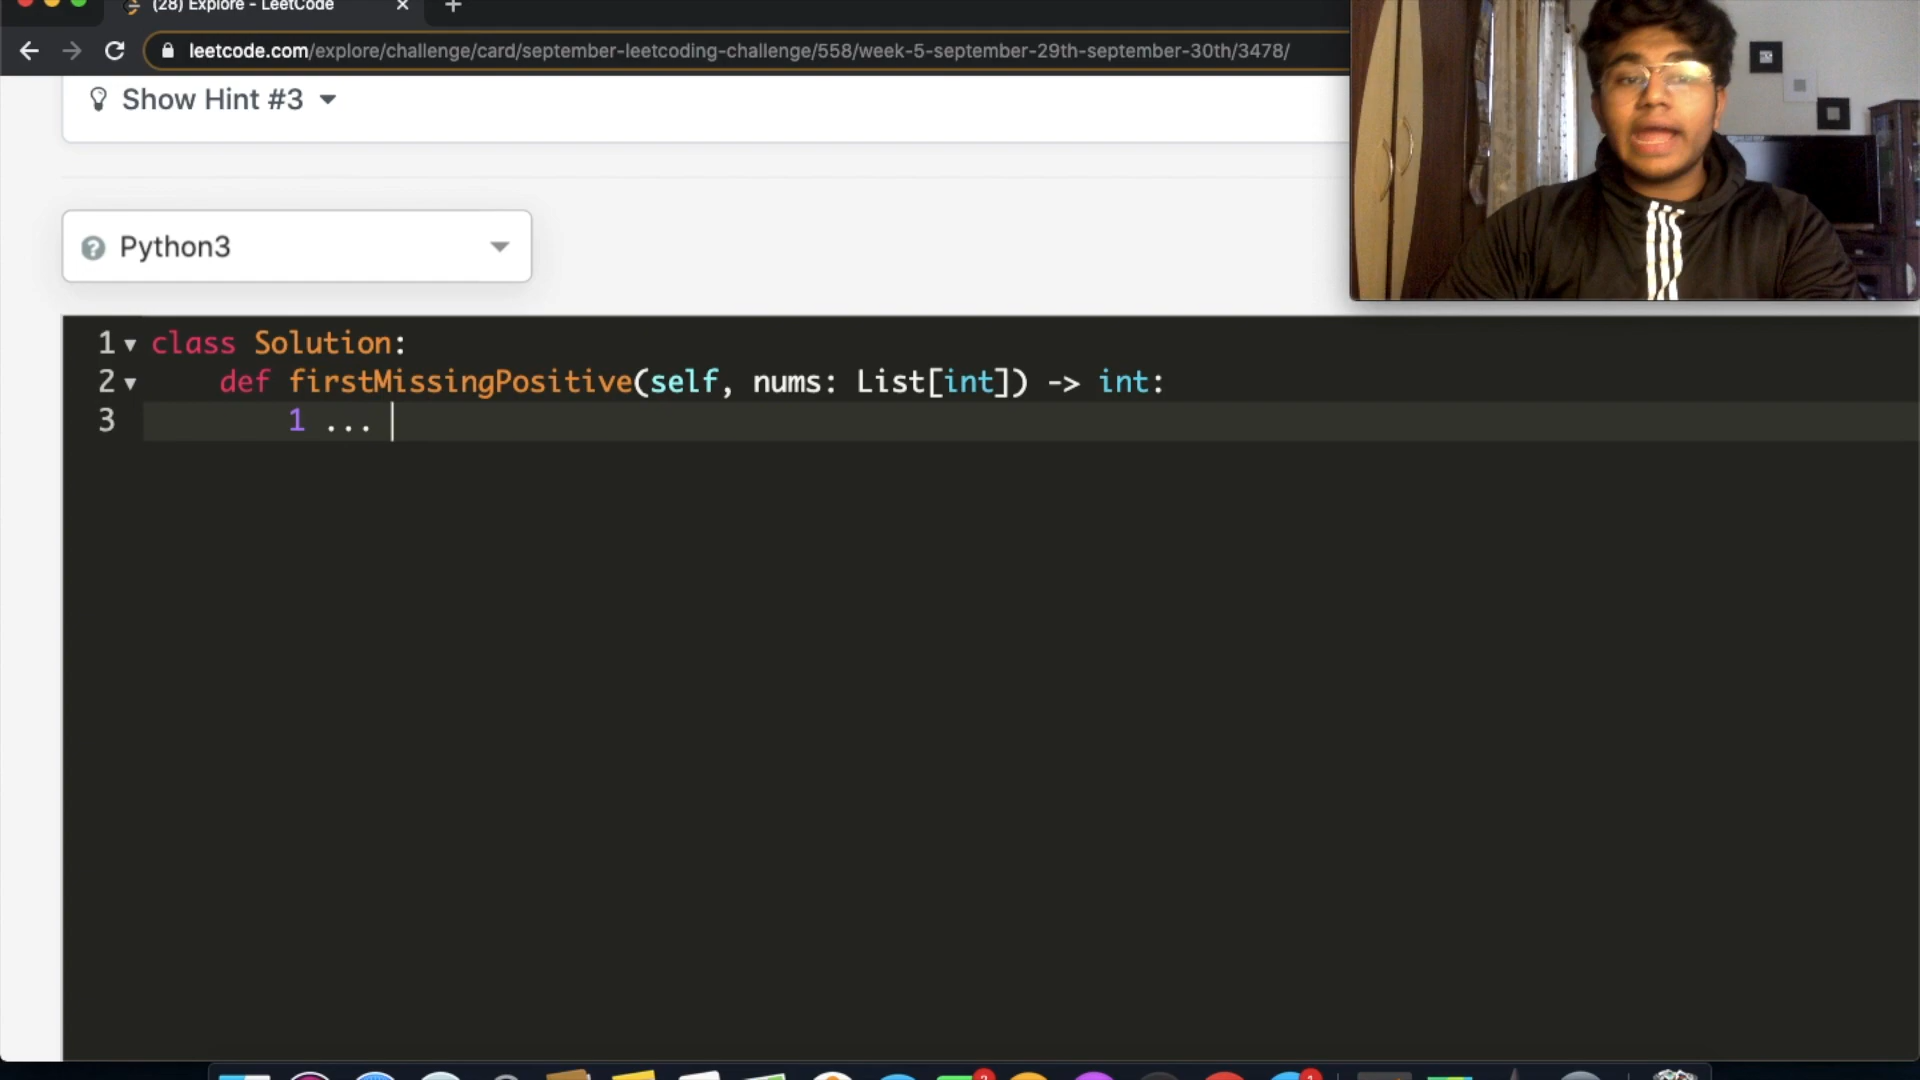 (28) Explore - LeetCode
leetcode.com/explore/challenge/card/september-leetcoding-challenge/558/week-5-september-29th-september-30th/3478/
Show Hint #3
Python3
1 class Solution:
2 def firstMissingPositive(self, nums: List[int]) -> int:
3 1 ...